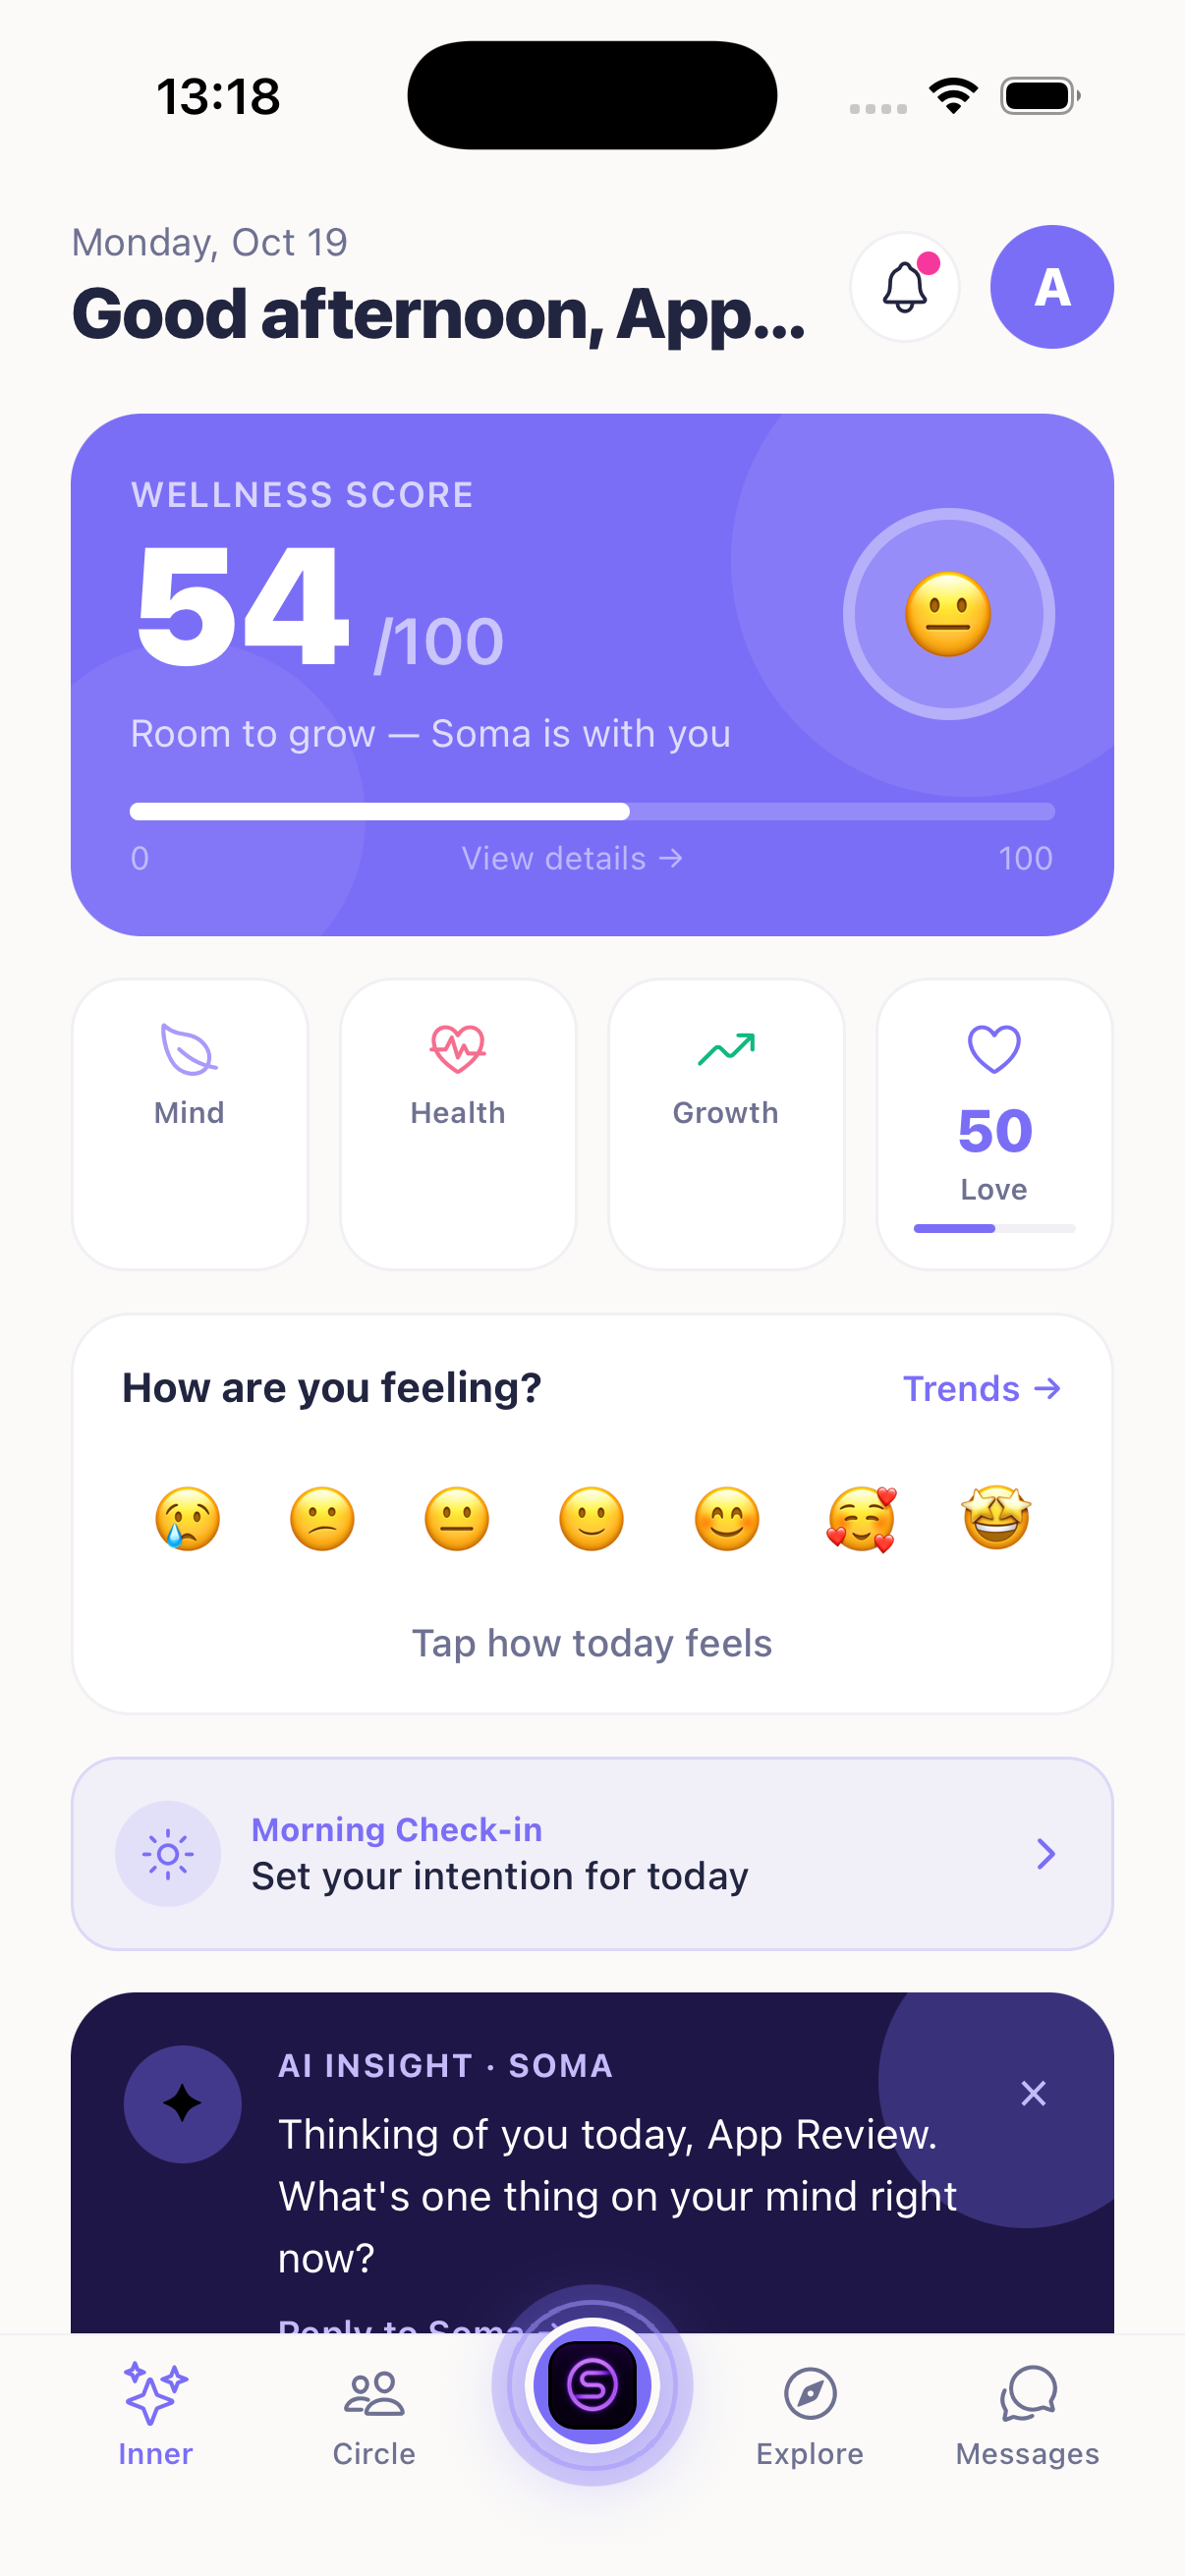 13:18
Monday, Oct 19
Good afternoon, App...
A
WELLNESS SCORE
54 /100
Room to grow — Soma is with you
0 View details → 100
Mind
Health
Growth
50
Love
How are you feeling?
Trends →
Tap how today feels
Morning Check-in
Set your intention for today
AI INSIGHT · SOMA
Thinking of you today, App Review.
What's one thing on your mind right
now?
Reply to Soma →
Inner
Circle
S
Explore
Messages